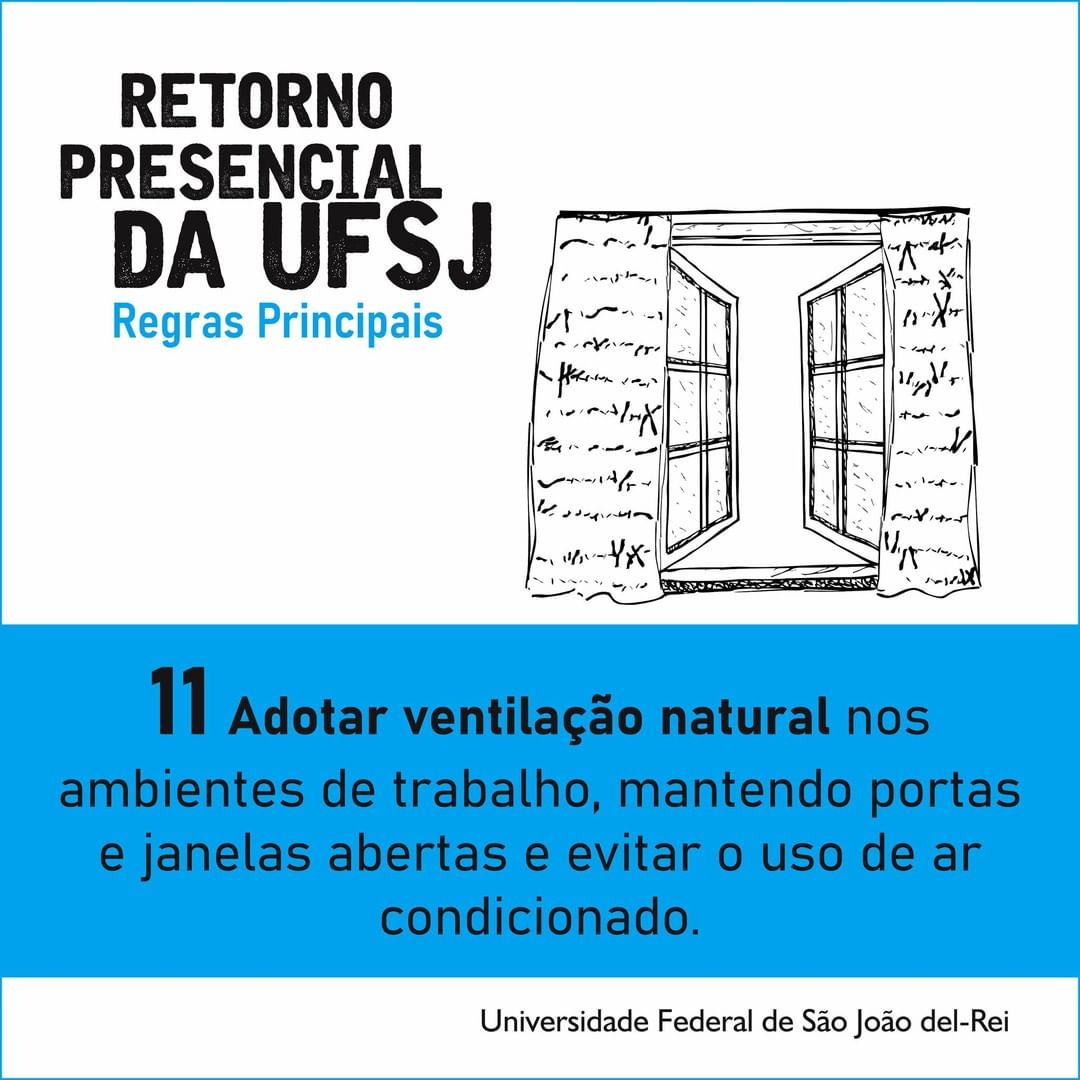 RETORNO
PRESENCIAL
DA UFSJ
Regras Principais
11 Adotar ventilação natural nos
ambientes de trabalho, mantendo portas
e janelas abertas e evitar o uso de ar
condicionado.
Universidade Federal de São João del-Rei